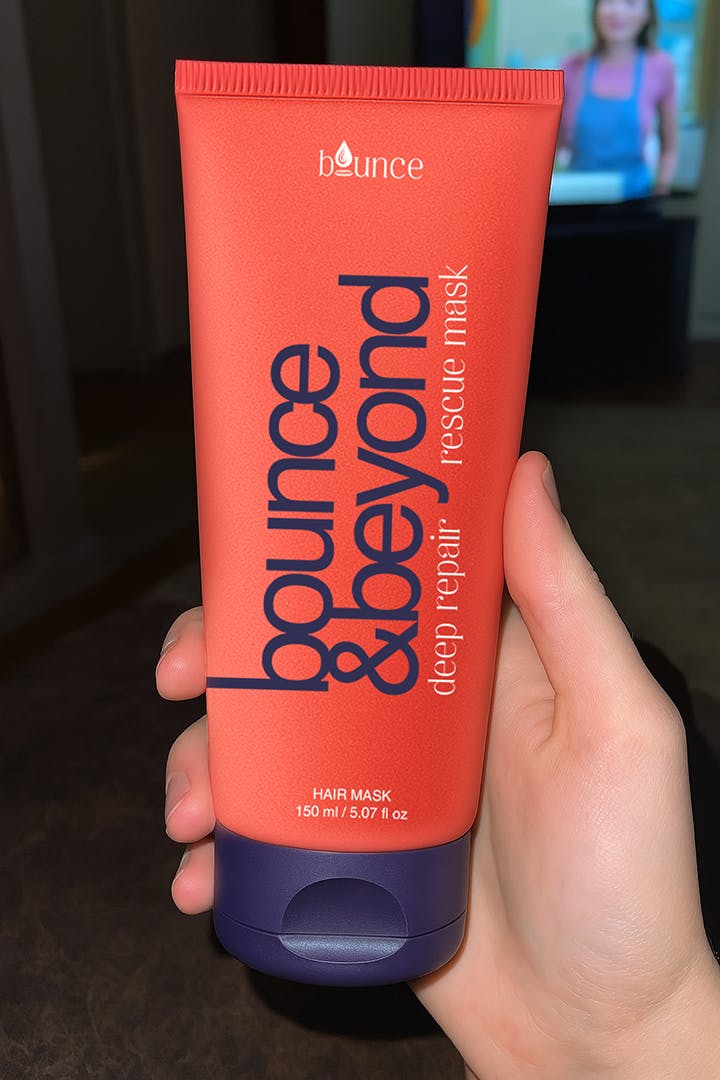 bounce
bounce
&beyond
deep repair rescue mask
HAIR MASK
150 ml / 5.07 fl oz